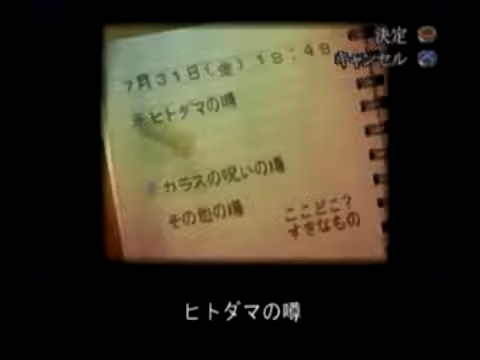 決定
キャンセル
7月31日(金) 18:48
ヒトダマの噂
カラスの呪いの噂
その他の噂
ここどこ?
すきなもの
ヒトダマの噂